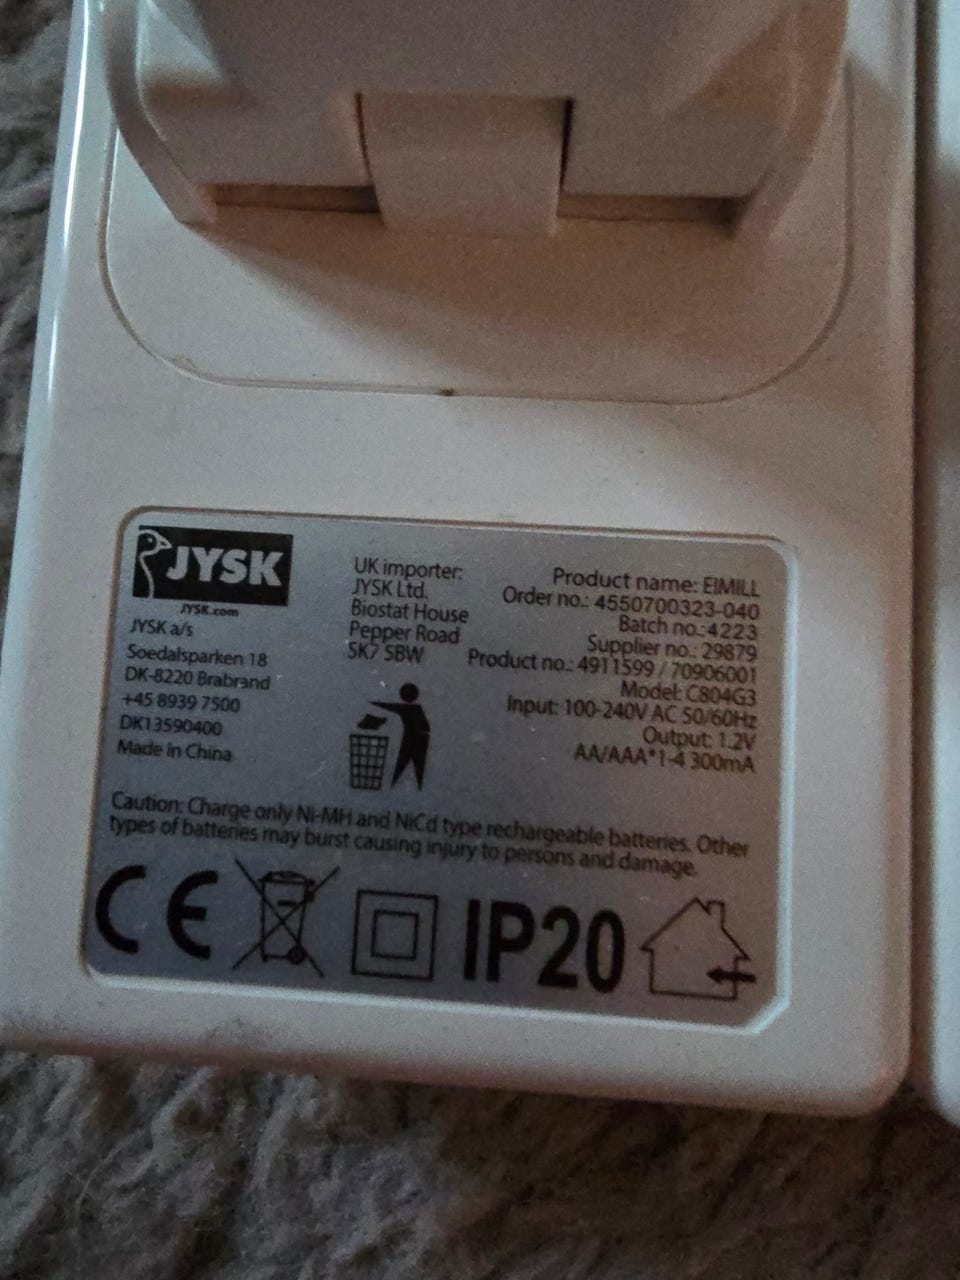 JYSK
JYSK.com
JYSK a/s
Soedalsparken 18
DK-8220 Brabrand
+45 8939 7500
DK13590400
Made in China
UK importer:
JYSK Ltd.
Biostat House
Pepper Road
SK7 5BW
Product name: EIMILL
Order no.: 4550700323-040
Batch no.:4223
Supplier no.: 29879
Product no.: 4911599 / 70906001
Model: C804G3
Input: 100-240V AC 50/60Hz
Output: 1.2V
AA/AAA*1-4 300mA
Caution: Charge only Ni-MH and NiCd type rechargeable batteries. Other
types of batteries may burst causing injury to persons and damage.
CE
IP20